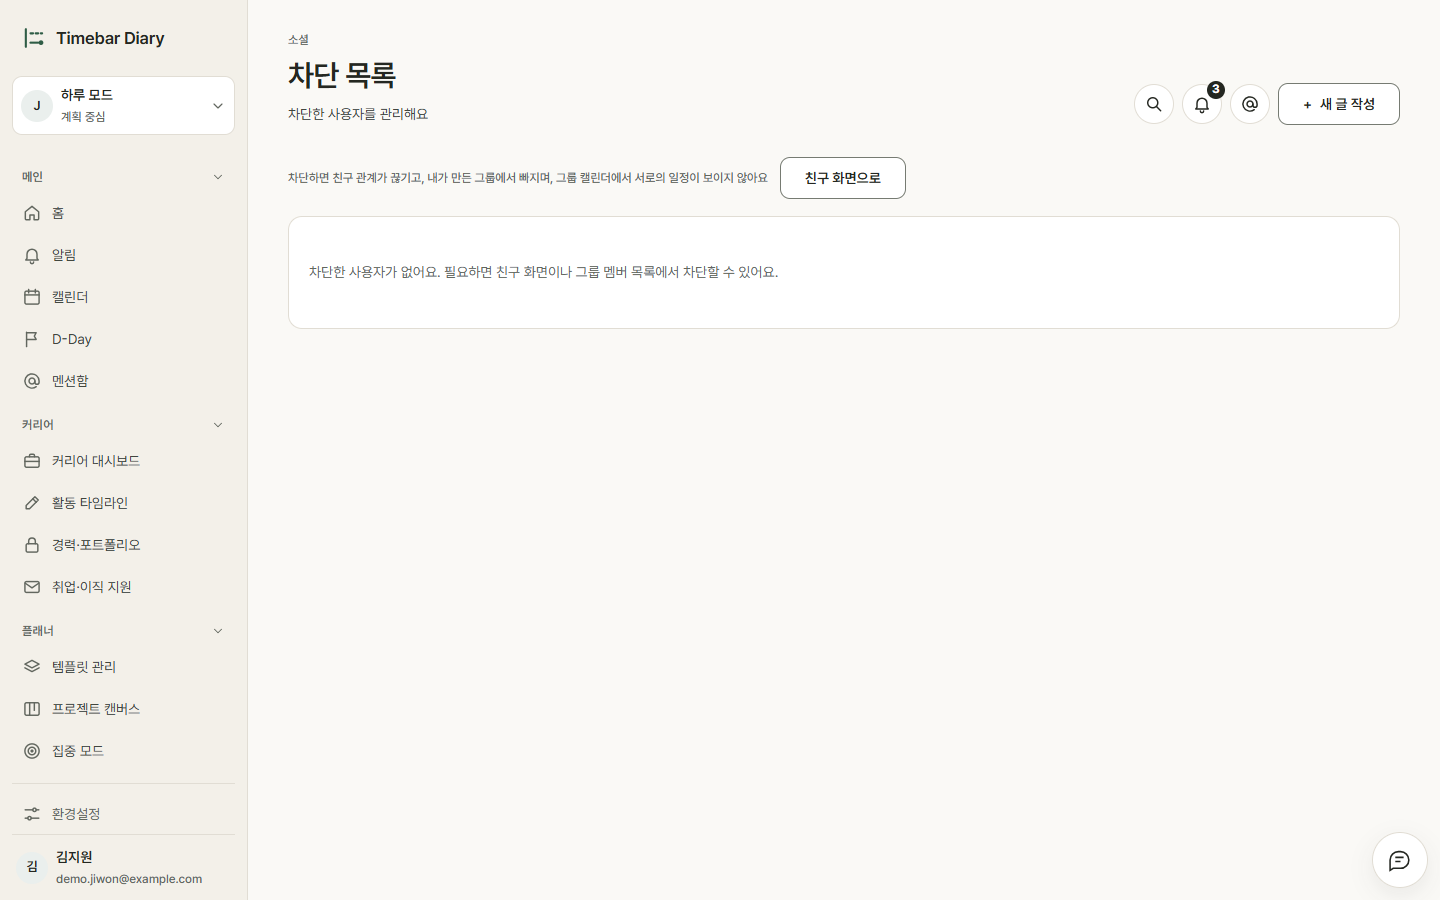 Timebar Diary
J
하루 모드
계획 중심
메인
홈
알림
캘린더
D-Day
멘션함
커리어
커리어 대시보드
활동 타임라인
경력·포트폴리오
취업·이직 지원
플래너
템플릿 관리
프로젝트 캔버스
집중 모드
환경설정
김
김지원
demo.jiwon@example.com
소셜
차단 목록
차단한 사용자를 관리해요
3
+ 새 글 작성
차단하면 친구 관계가 끊기고, 내가 만든 그룹에서 빠지며, 그룹 캘린더에서 서로의 일정이 보이지 않아요
친구 화면으로
차단한 사용자가 없어요. 필요하면 친구 화면이나 그룹 멤버 목록에서 차단할 수 있어요.